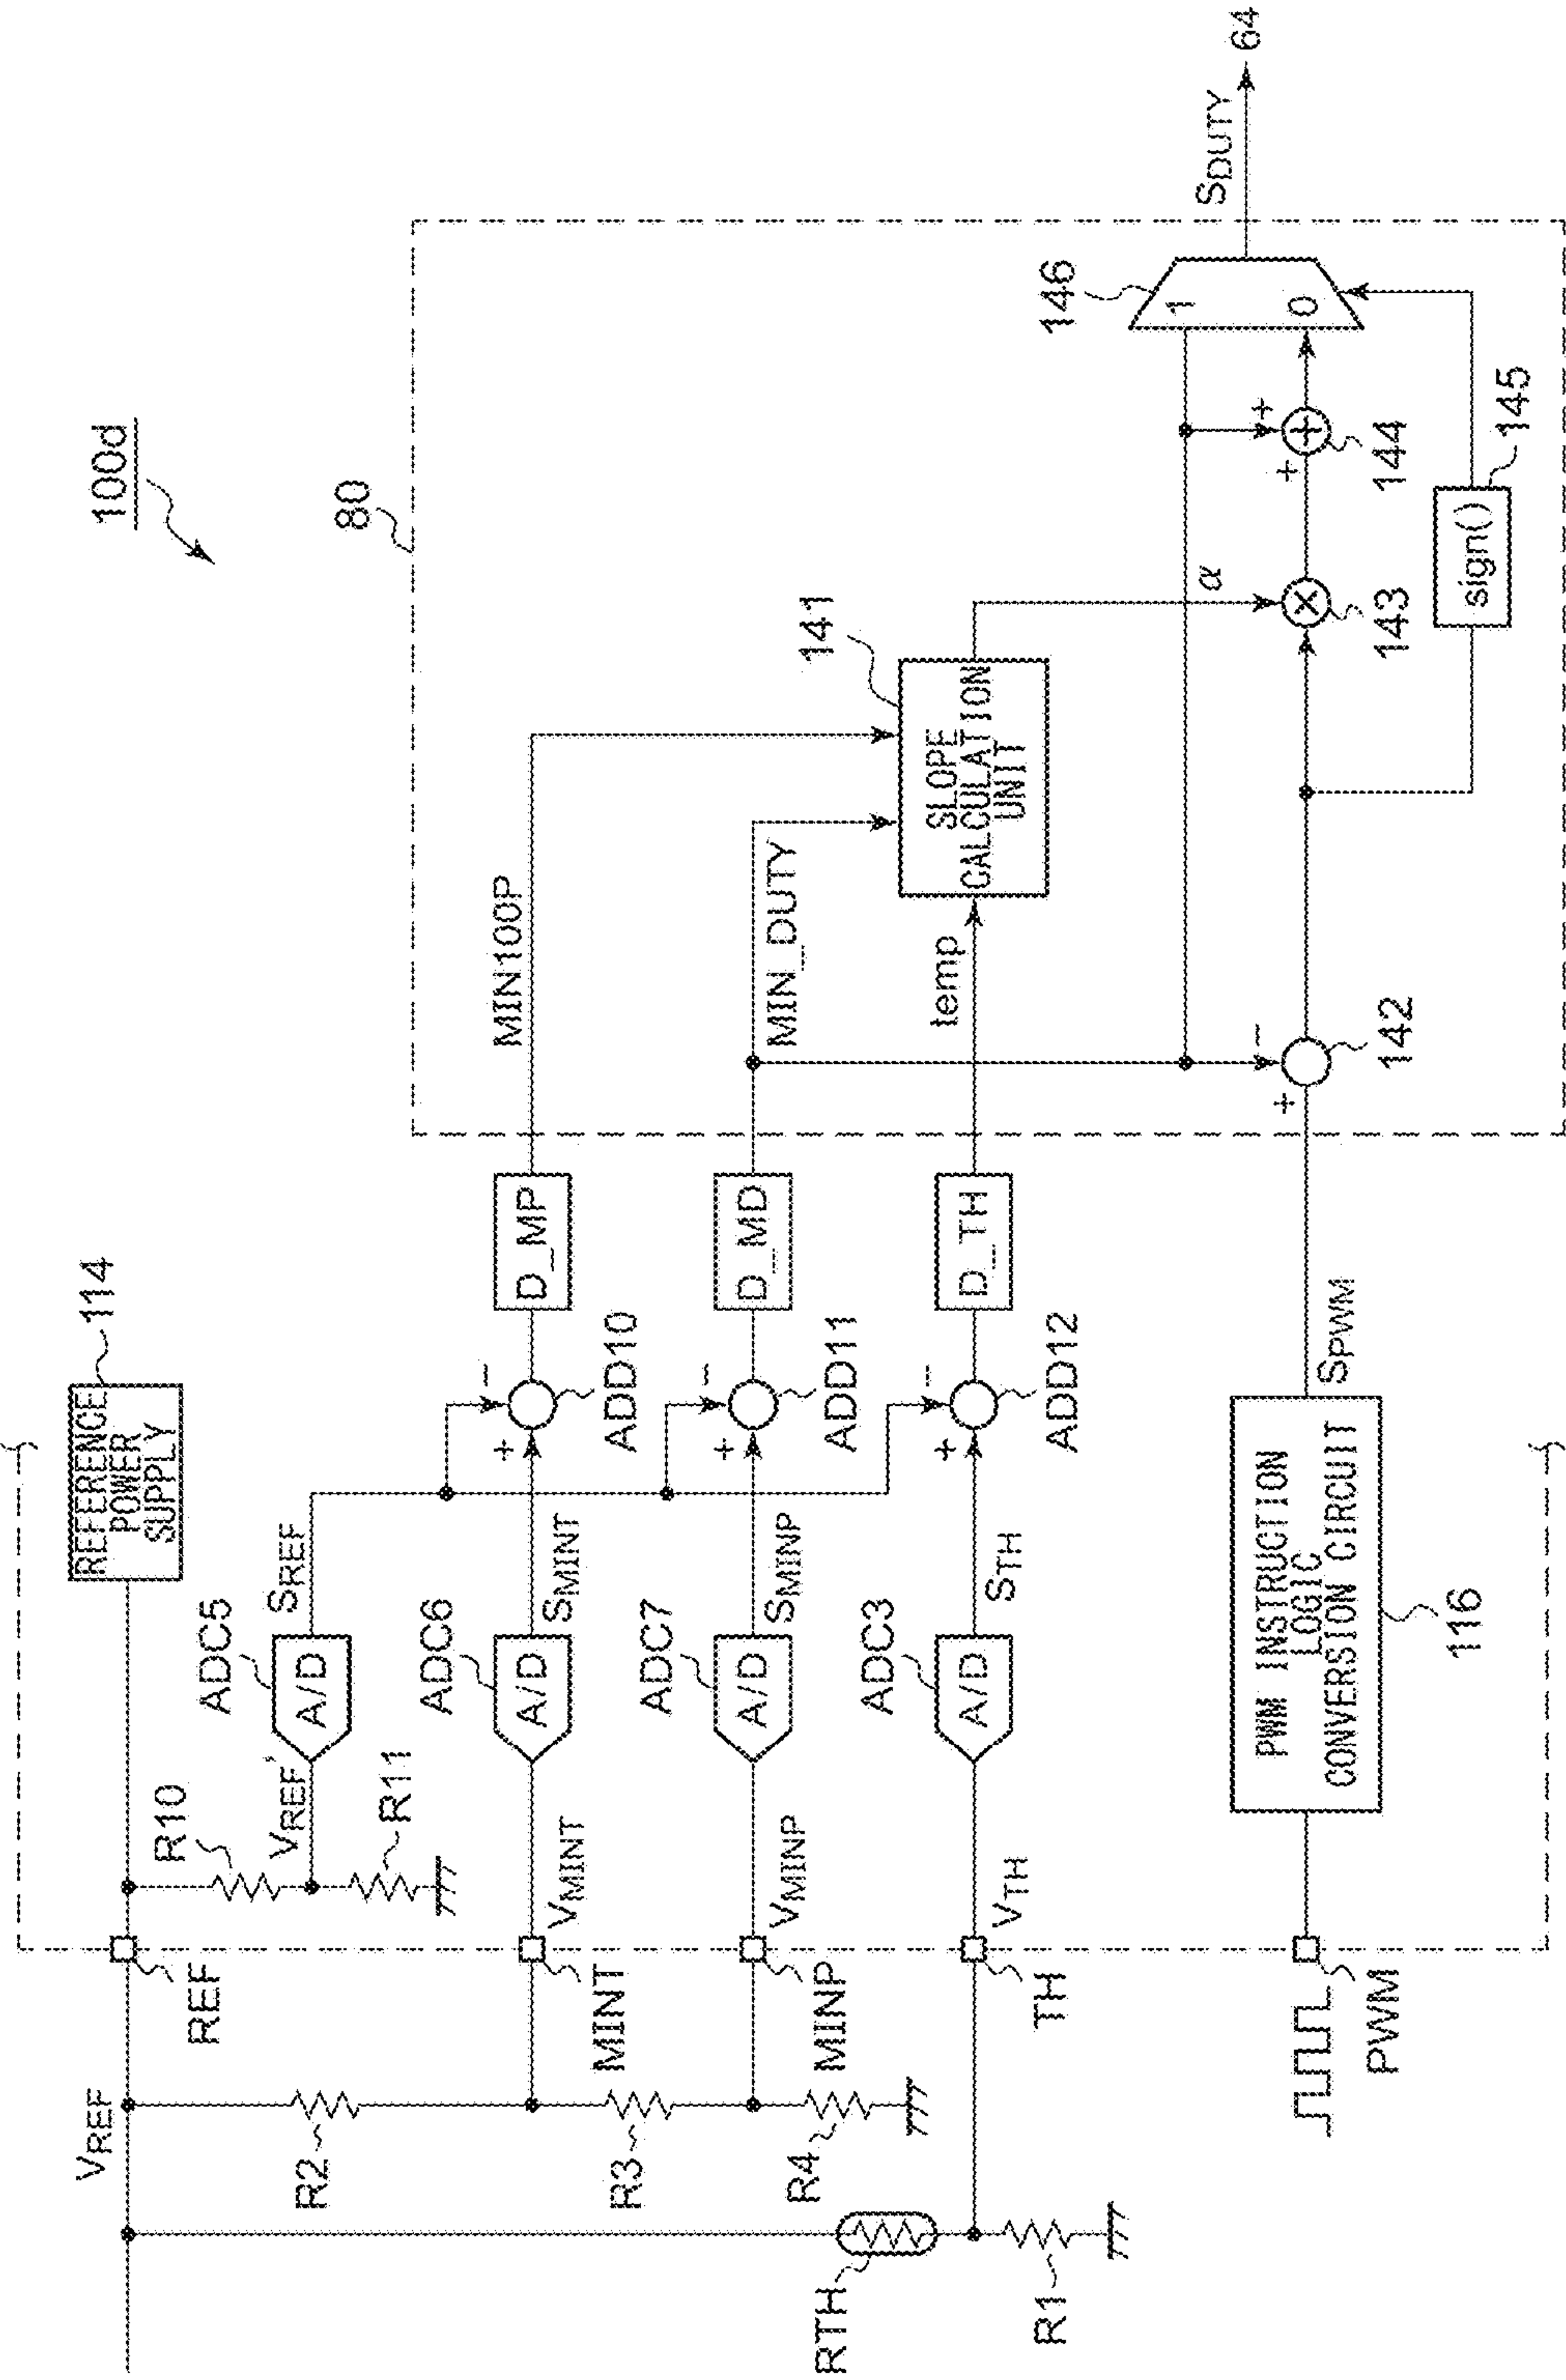 100d
VREF
REF
REFERENCE
POWER
SUPPLY
114
R10
VREF'
R11
ADC5
A/D
SREF
R2
MINT
VMINT
ADC6
A/D
SMINT
+
-
ADD10
D_MP
MIN100P
80
R3
MINP
VMINP
ADC7
A/D
SMINP
+
-
ADD11
D_MD
MIN_DUTY
R4
RTH
R1
TH
VTH
ADC3
A/D
STH
+
-
ADD12
D_TH
temp
SLOPE
CALCULATION
UNIT
141
α
PWM
PWM INSTRUCTION
LOGIC
CONVERSION CIRCUIT
116
SPWM
+
-
142
×
143
+
+
+
144
sign()
145
1
0
146
SDUTY
64